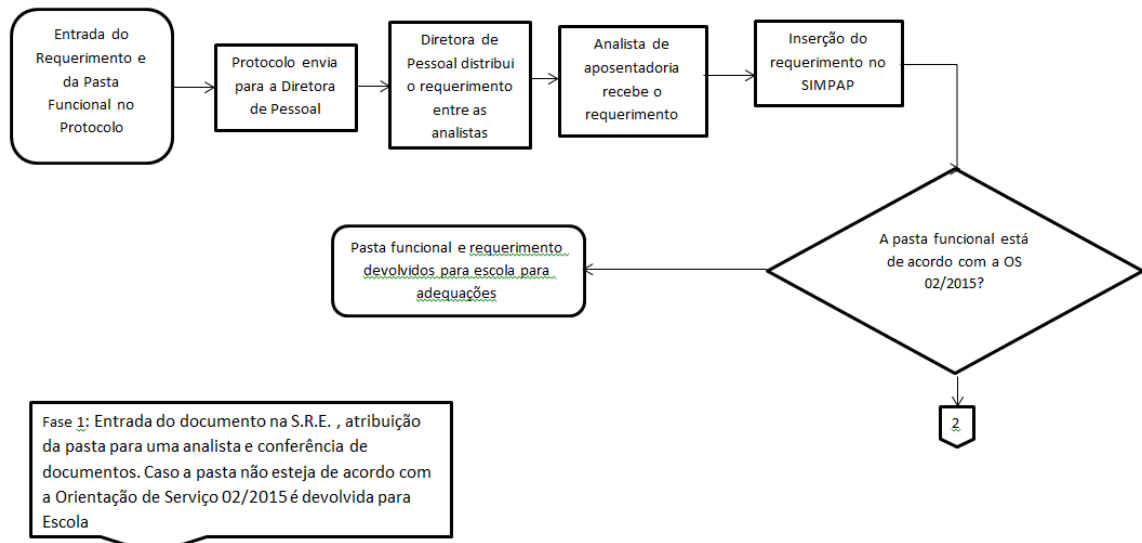 Entrada do
Requerimento e
da Pasta
Funcional no
Protocolo
Protocolo envia
para a Diretora
de Pessoal
Diretora de
Pessoal distribui
o requerimento
entre as
analistas
Analista de
aposentadoria
recebe o
requerimento
Inserção do
requerimento no
SIMPAP
A pasta funcional está
de acordo com a OS
02/2015?
Pasta funcional e requerimento
devolvidos para escola para
adequações
2
Fase 1: Entrada do documento na S.R.E. , atribuição
da pasta para uma analista e conferência de
documentos. Caso a pasta não esteja de acordo com
a Orientação de Serviço 02/2015 é devolvida para
Escola